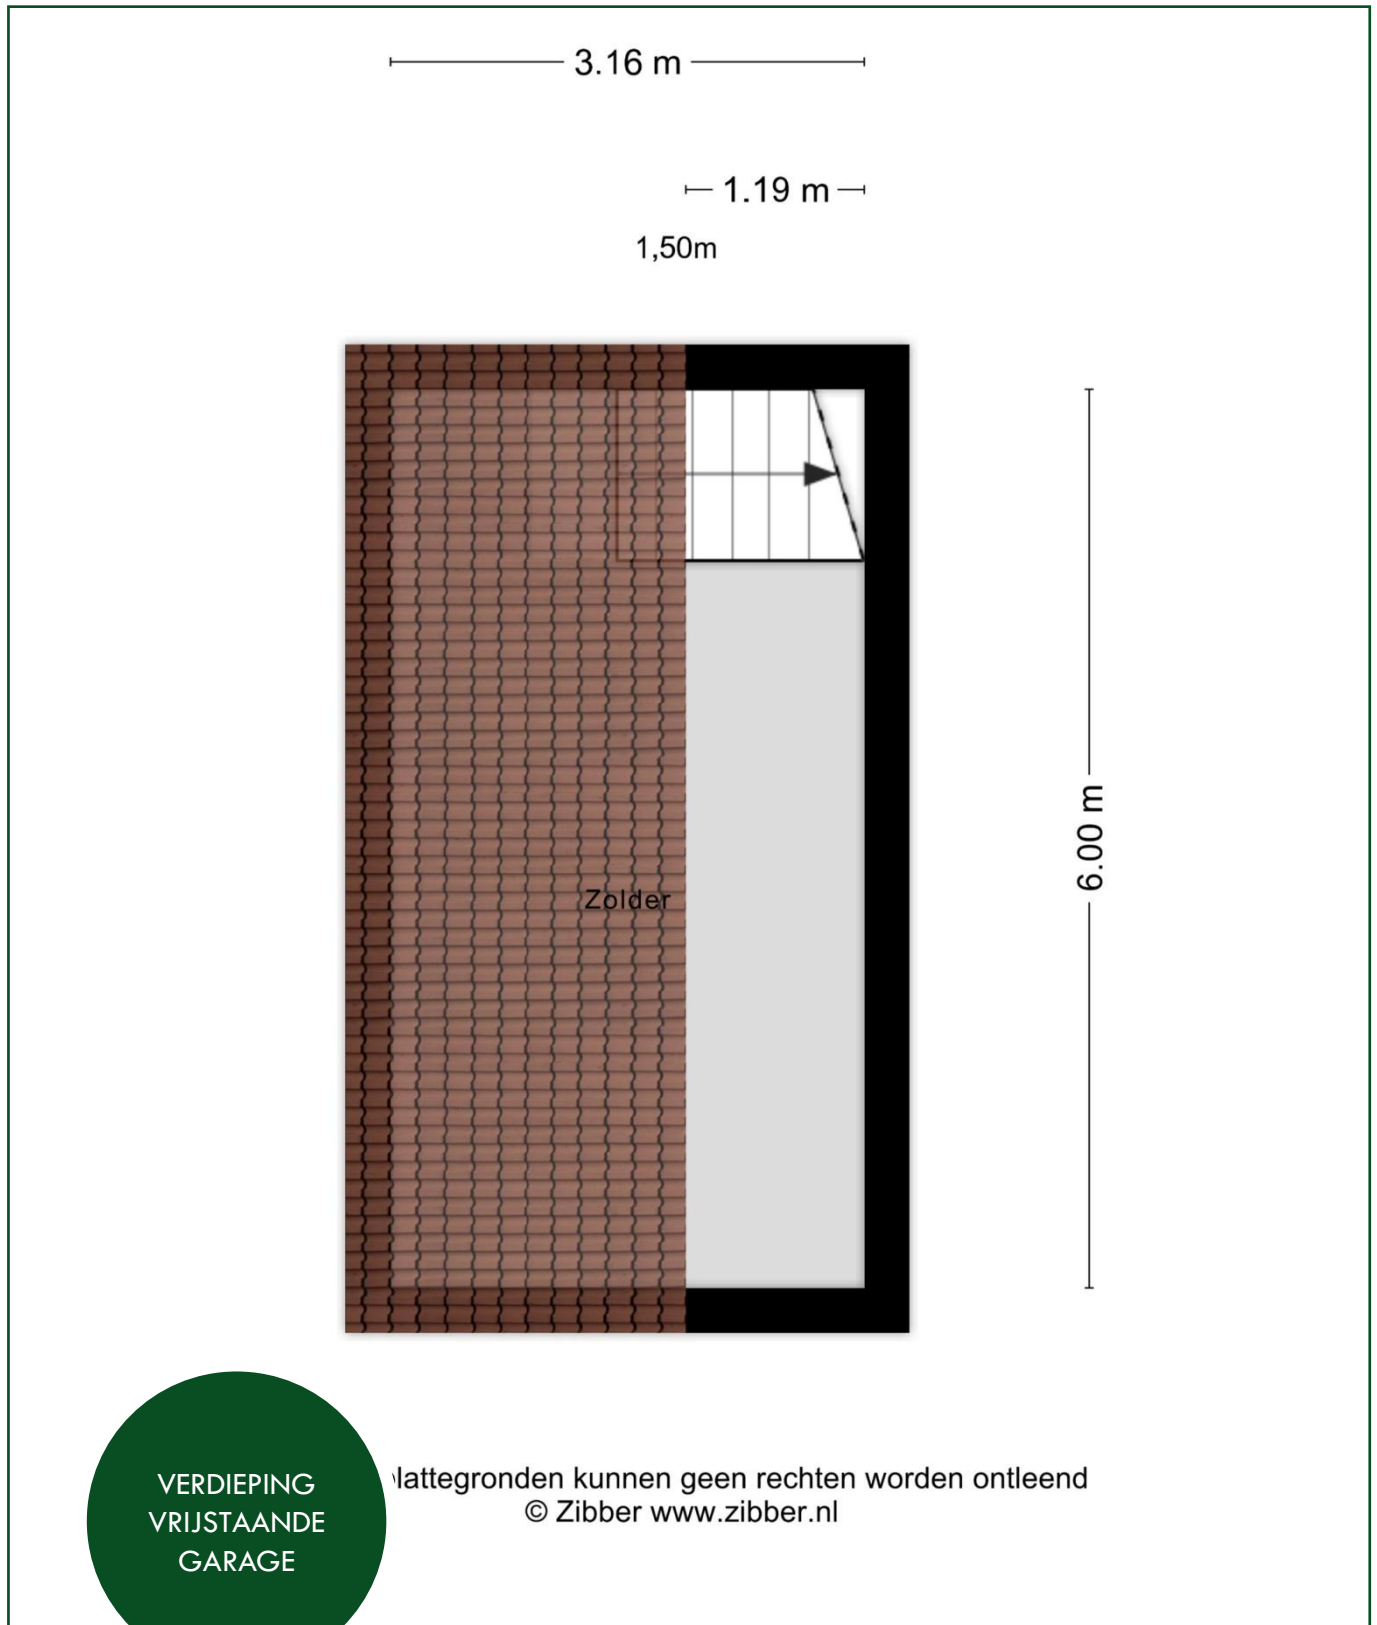 3.16 m
1.19 m
1,50m
6.00 m
Zolder
kunnen geen rechten worden ontleend
© Zibber www.zibber.nl
VERDIEPING
VRIJSTAANDE
GARAGE